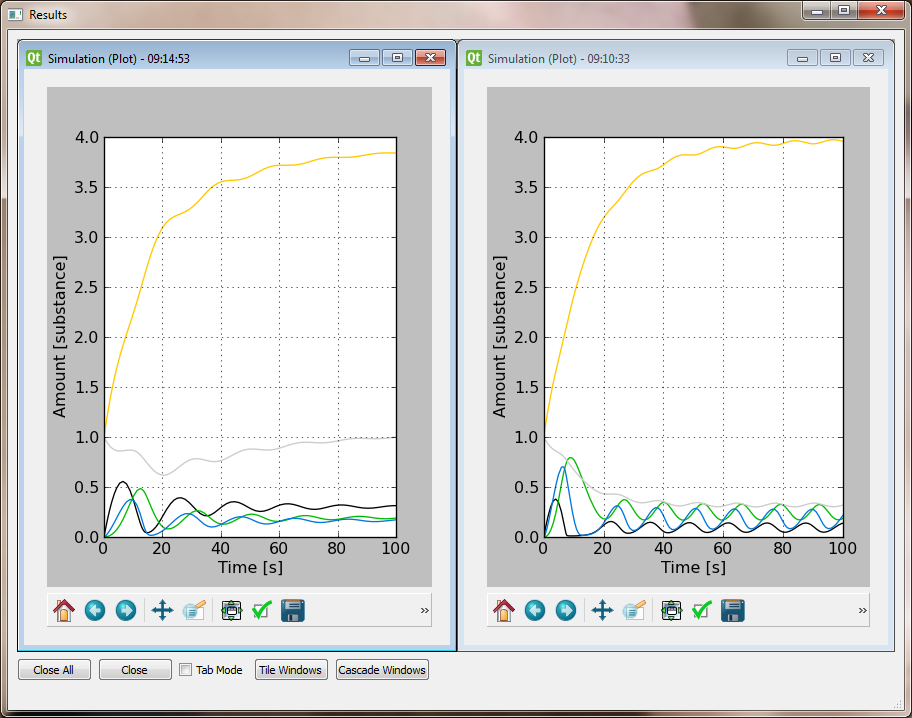 Results
Qt Simulation (Plot) - 09:14:53
Qt Simulation (Plot) - 09:10:33
Amount [substance]
4.0
3.5
3.0
2.5
2.0
1.5
1.0
0.5
0.0
0 20 40 60 80 100
Time [s]
»
Amount [substance]
4.0
3.5
3.0
2.5
2.0
1.5
1.0
0.5
0.0
0 20 40 60 80 100
Time [s]
»
Close All Close Tab Mode Tile Windows Cascade Windows